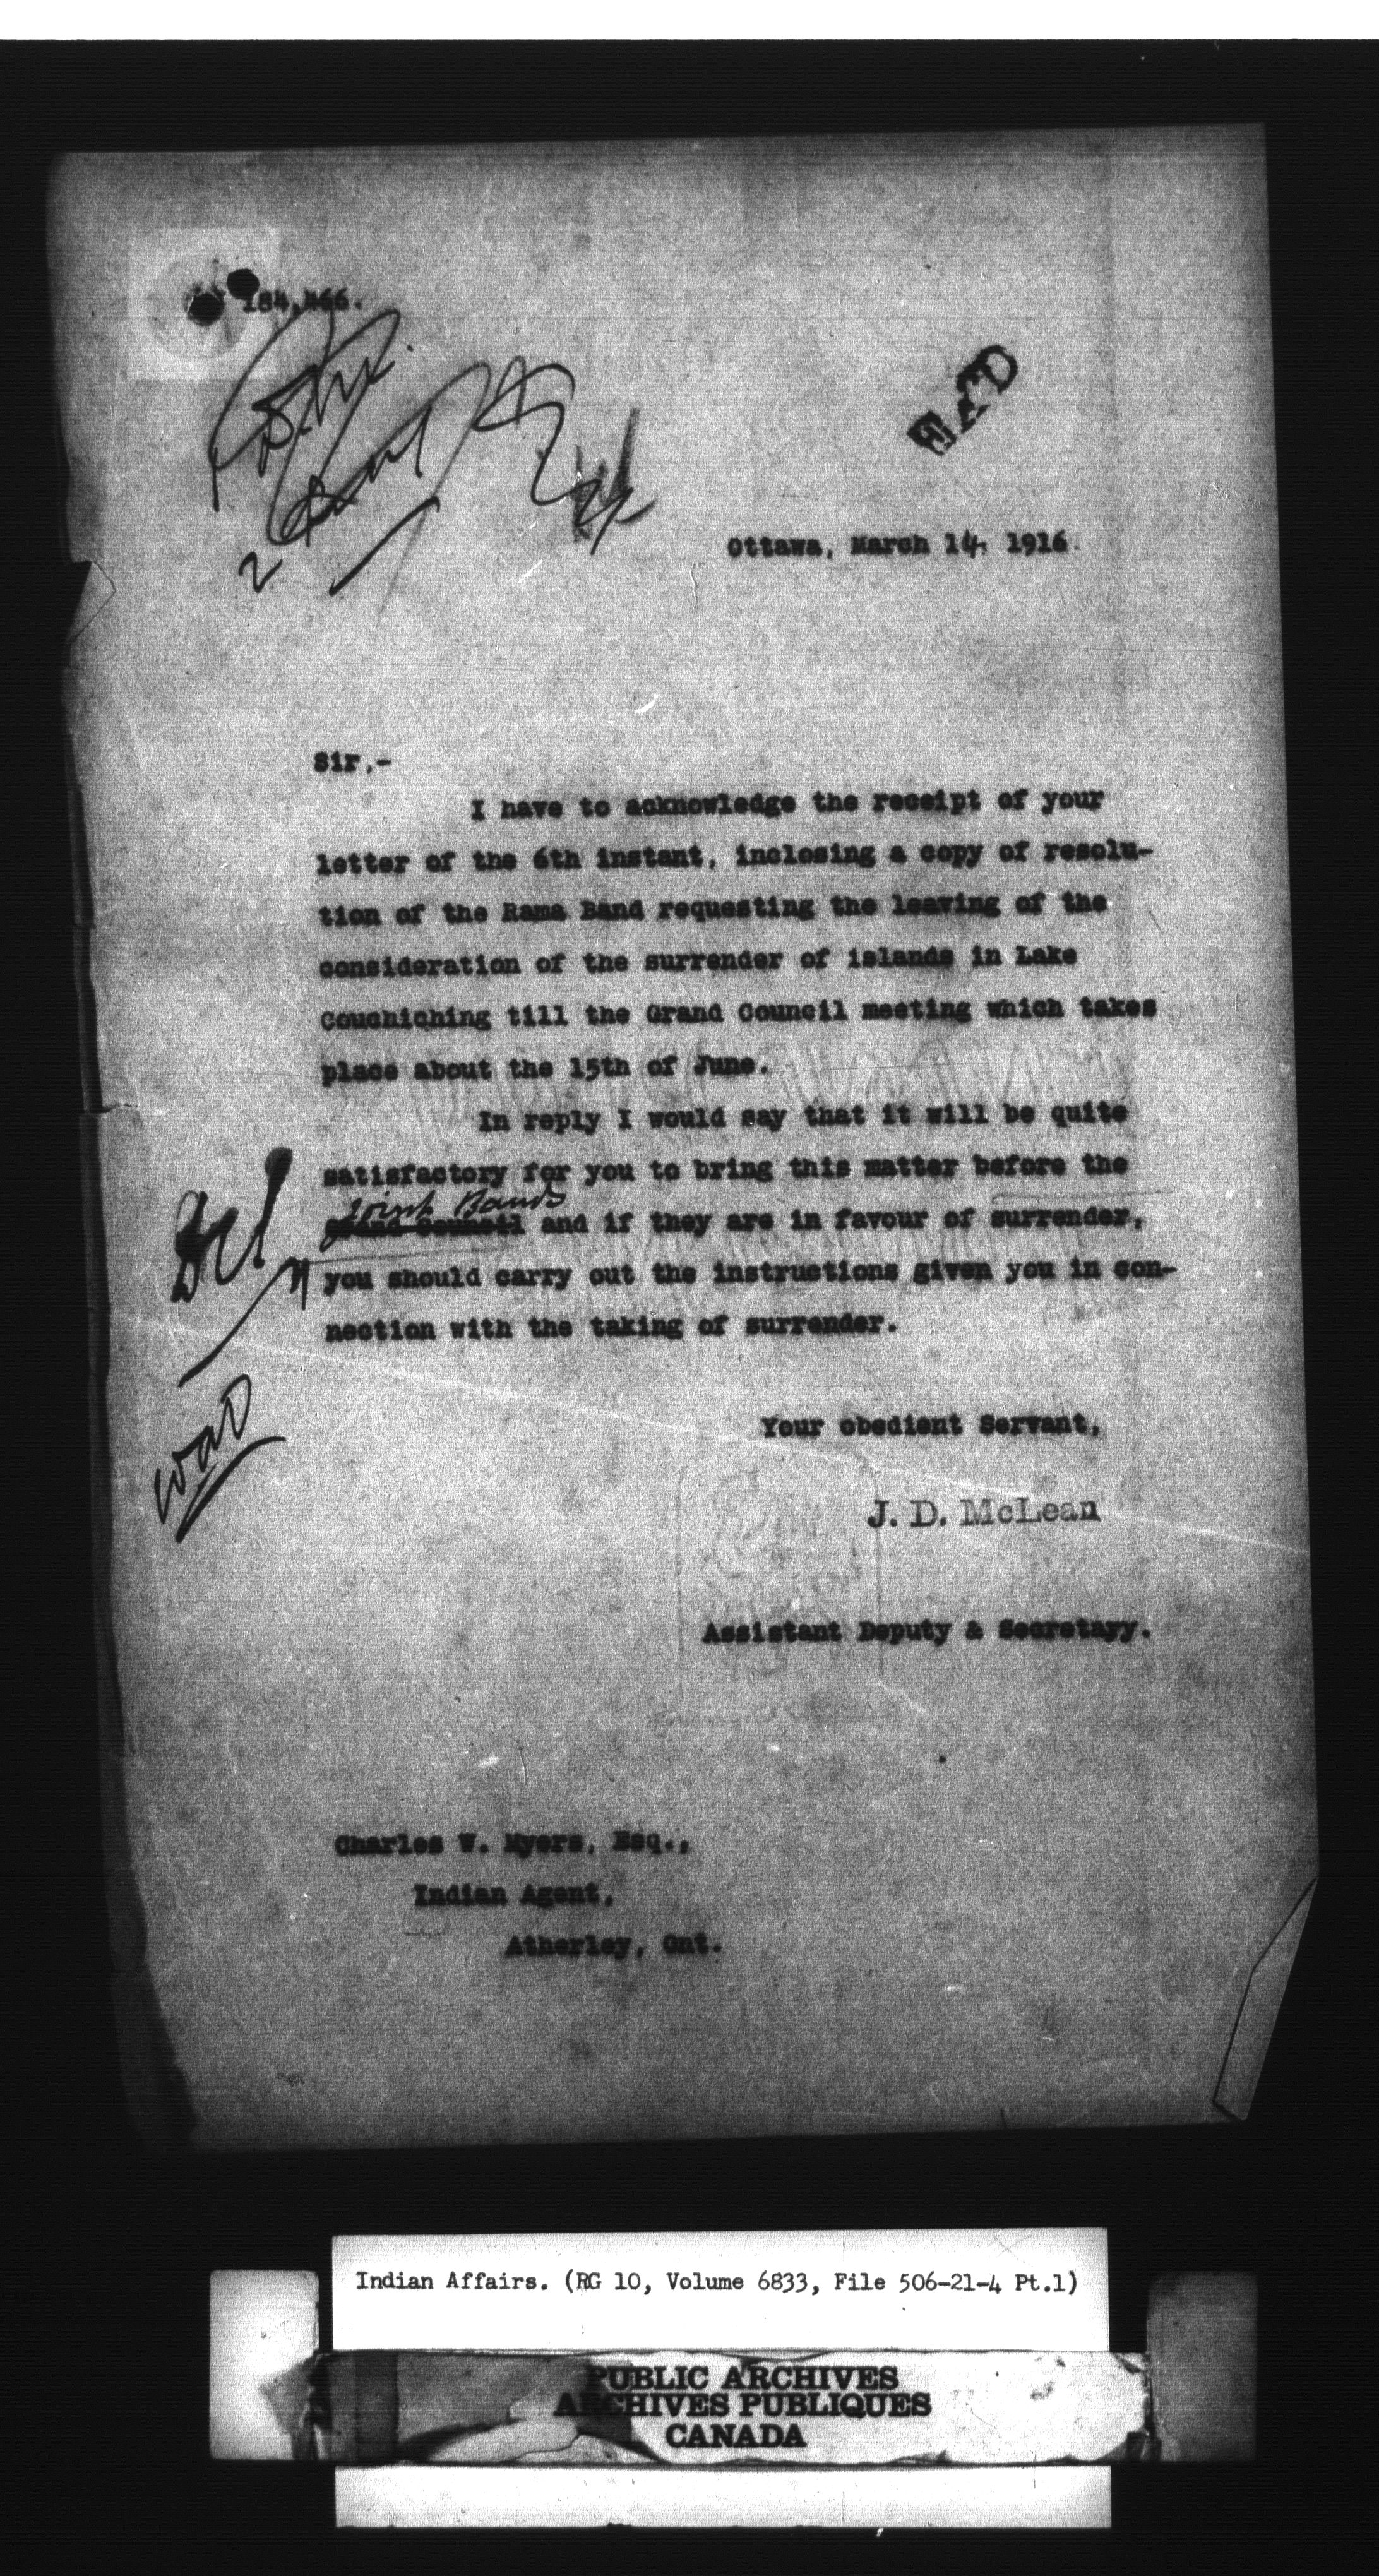 184,466.
Ottawa, March 14, 1916.
Sir,-
I have to acknowledge the receipt of your
letter of the 6th instant, inclosing a copy of resolu-
tion of the Rama Band requesting the leaving of the
consideration of the surrender of islands in Lake
Couchiching till the Grand Council meeting which takes
place about the 15th of June.
In reply I would say that it will be quite
satisfactory for you to bring this matter before the
Joint Bands
Grand Council and if they are in favour of surrender,
you should carry out the instructions given you in con-
nection with the taking of surrender.
Your obedient Servant,
J. D. McLean
Assistant Deputy & Secretayy.
Charles W. Myers, Esq.,
Indian Agent,
Atherley, Ont.
Indian Affairs. (RG 10, Volume 6833, File 506-21-4 Pt.1)
PUBLIC ARCHIVES
ARCHIVES PUBLIQUES
CANADA